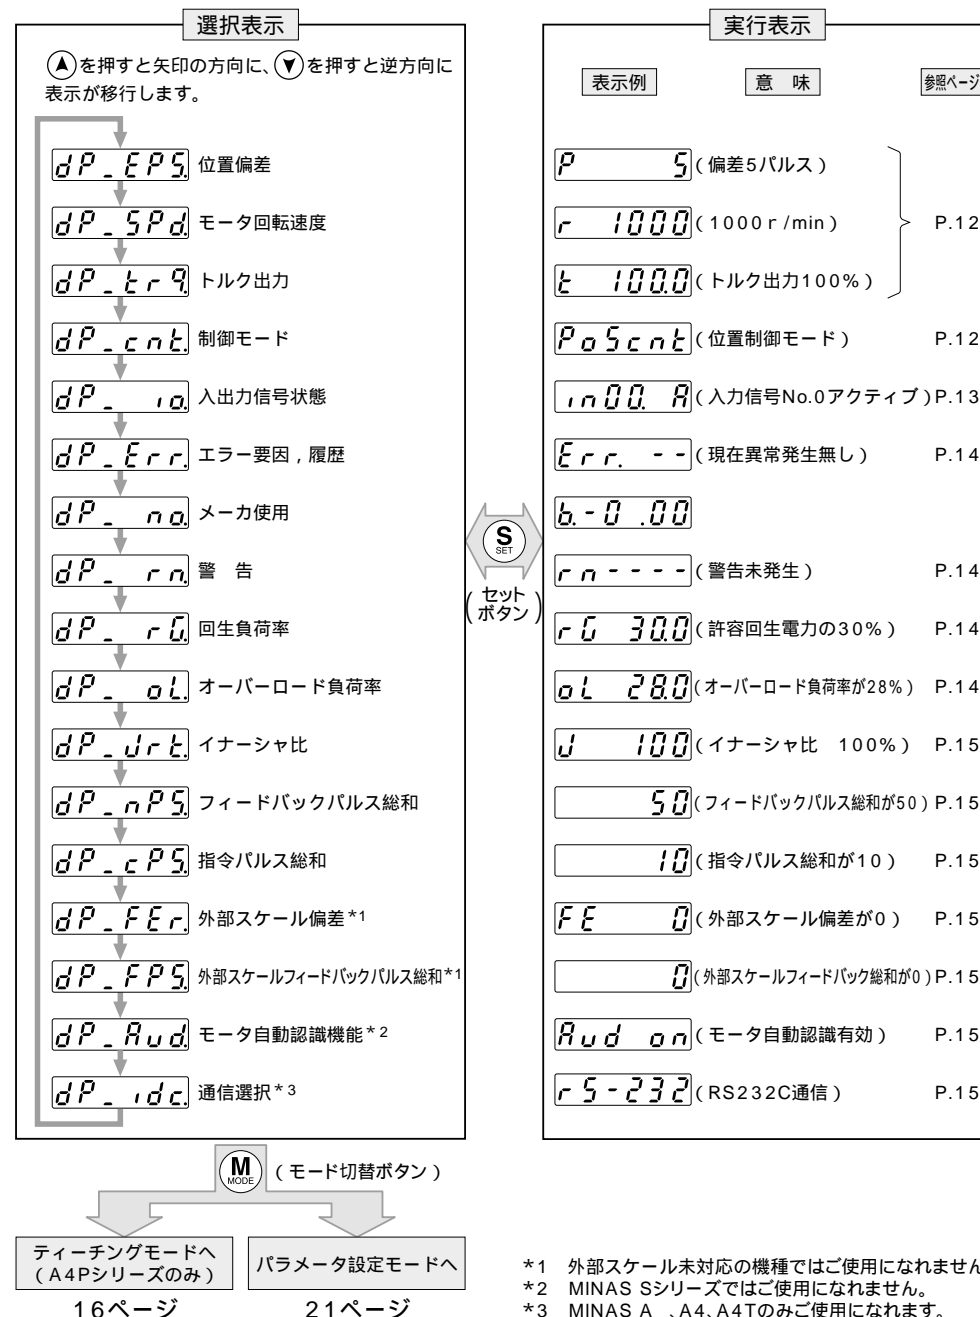 選択表示
▲を押すと矢印の方向に、▼を押すと逆方向に
表示が移行します。
dP_EPS. 位置偏差
dP_SPd. モータ回転速度
dP_trq. トルク出力
dP_cnt. 制御モード
dP_ io. 入出力信号状態
dP_Err. エラー要因，履歴
dP_ no. メーカ使用
dP_ rn. 警 告
dP_ rG. 回生負荷率
dP_ oL. オーバーロード負荷率
dP_Jrt. イナーシャ比
dP_nPS. フィードバックパルス総和
dP_cPS. 指令パルス総和
dP_FEr. 外部スケール偏差*1
dP_FPS. 外部スケールフィードバックパルス総和*1
dP_Aud. モータ自動認識機能*2
dP_ idc. 通信選択*3
S
SET
(セット
ボタン)
実行表示
表示例 意 味 参照ページ
P 5 (偏差5パルス)
r 1000 (1000r/min) P.12
t 100.0 (トルク出力100%)
PoScnt (位置制御モード) P.12
in00. A (入力信号No.0アクティブ) P.13
Err. -- (現在異常発生無し) P.14
b.-0 .00
rn---- (警告未発生) P.14
rG 30.0 (許容回生電力の30%) P.14
oL 28.0 (オーバーロード負荷率が28%) P.14
J 100 (イナーシャ比 100%) P.15
50 (フィードバックパルス総和が50) P.15
10 (指令パルス総和が10) P.15
FE 0 (外部スケール偏差が0) P.15
0 (外部スケールフィードバック総和が0) P.15
Aud on (モータ自動認識有効) P.15
rS-232 (RS232C通信) P.15
M
MODE
(モード切替ボタン)
ティーチングモードへ
(A4Pシリーズのみ)
16ページ
パラメータ設定モードへ
21ページ
*1 外部スケール未対応の機種ではご使用になれません
*2 MINAS Sシリーズではご使用になれません。
*3 MINAS A 、A4、A4Tのみご使用になれます。